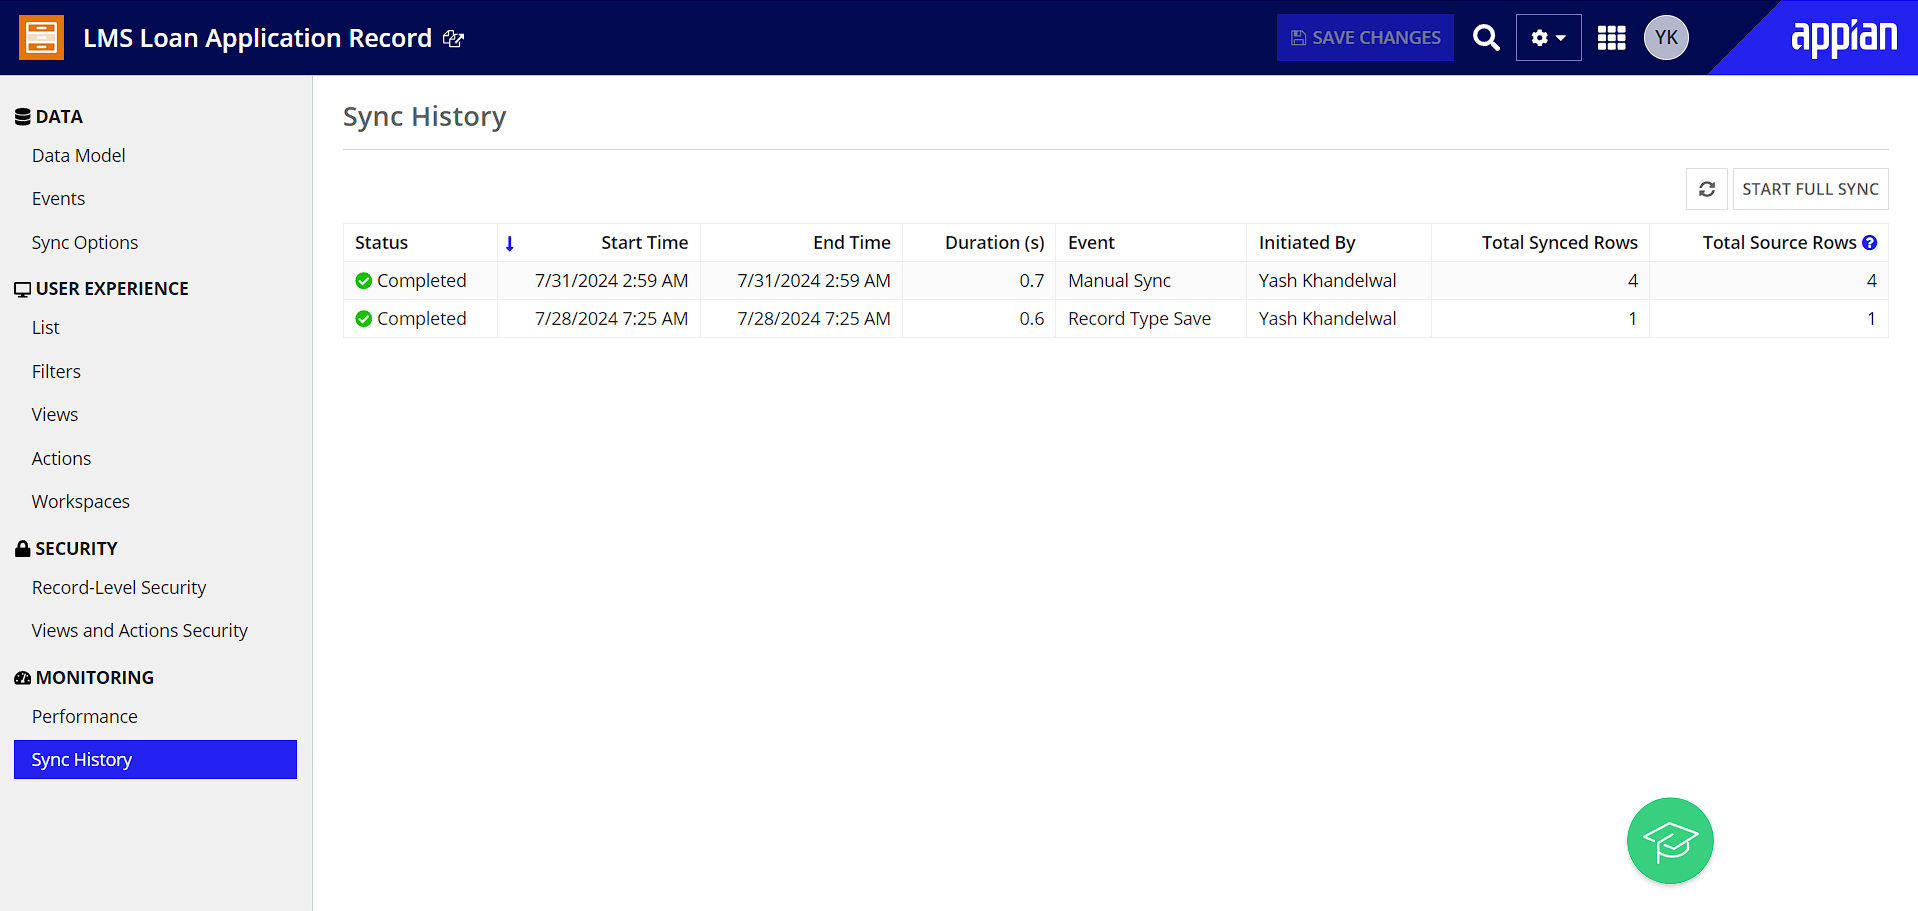 LMS Loan Application Record
SAVE CHANGES
YK
appian
DATA
Data Model
Events
Sync Options
USER EXPERIENCE
List
Filters
Views
Actions
Workspaces
SECURITY
Record-Level Security
Views and Actions Security
MONITORING
Performance
Sync History
Sync History
START FULL SYNC
Status Start Time End Time Duration (s) Event Initiated By Total Synced Rows Total Source Rows ?
Completed 7/31/2024 2:59 AM 7/31/2024 2:59 AM 0.7 Manual Sync Yash Khandelwal 4 4
Completed 7/28/2024 7:25 AM 7/28/2024 7:25 AM 0.6 Record Type Save Yash Khandelwal 1 1